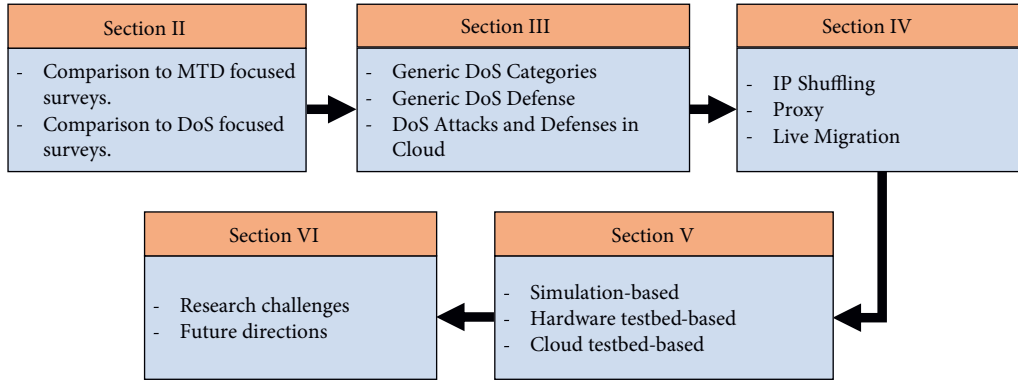 Section II
- Comparison to MTD focused
surveys.
- Comparison to DoS focused
surveys.
Section III
- Generic DoS Categories
- Generic DoS Defense
- DoS Attacks and Defenses in
Cloud
Section IV
- IP Shuffling
- Proxy
- Live Migration
Section V
- Simulation-based
- Hardware testbed-based
- Cloud testbed-based
Section VI
- Research challenges
- Future directions